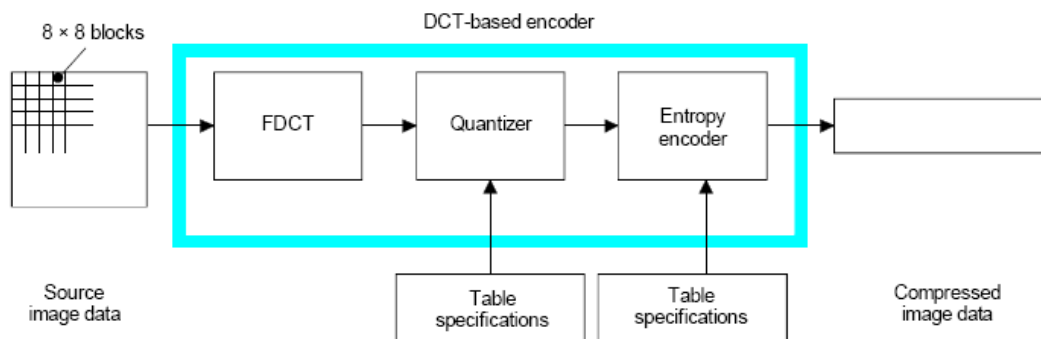 DCT-based encoder
8 × 8 blocks
FDCT
Quantizer
Entropy
encoder
Source
image data
Table
specifications
Table
specifications
Compressed
image data